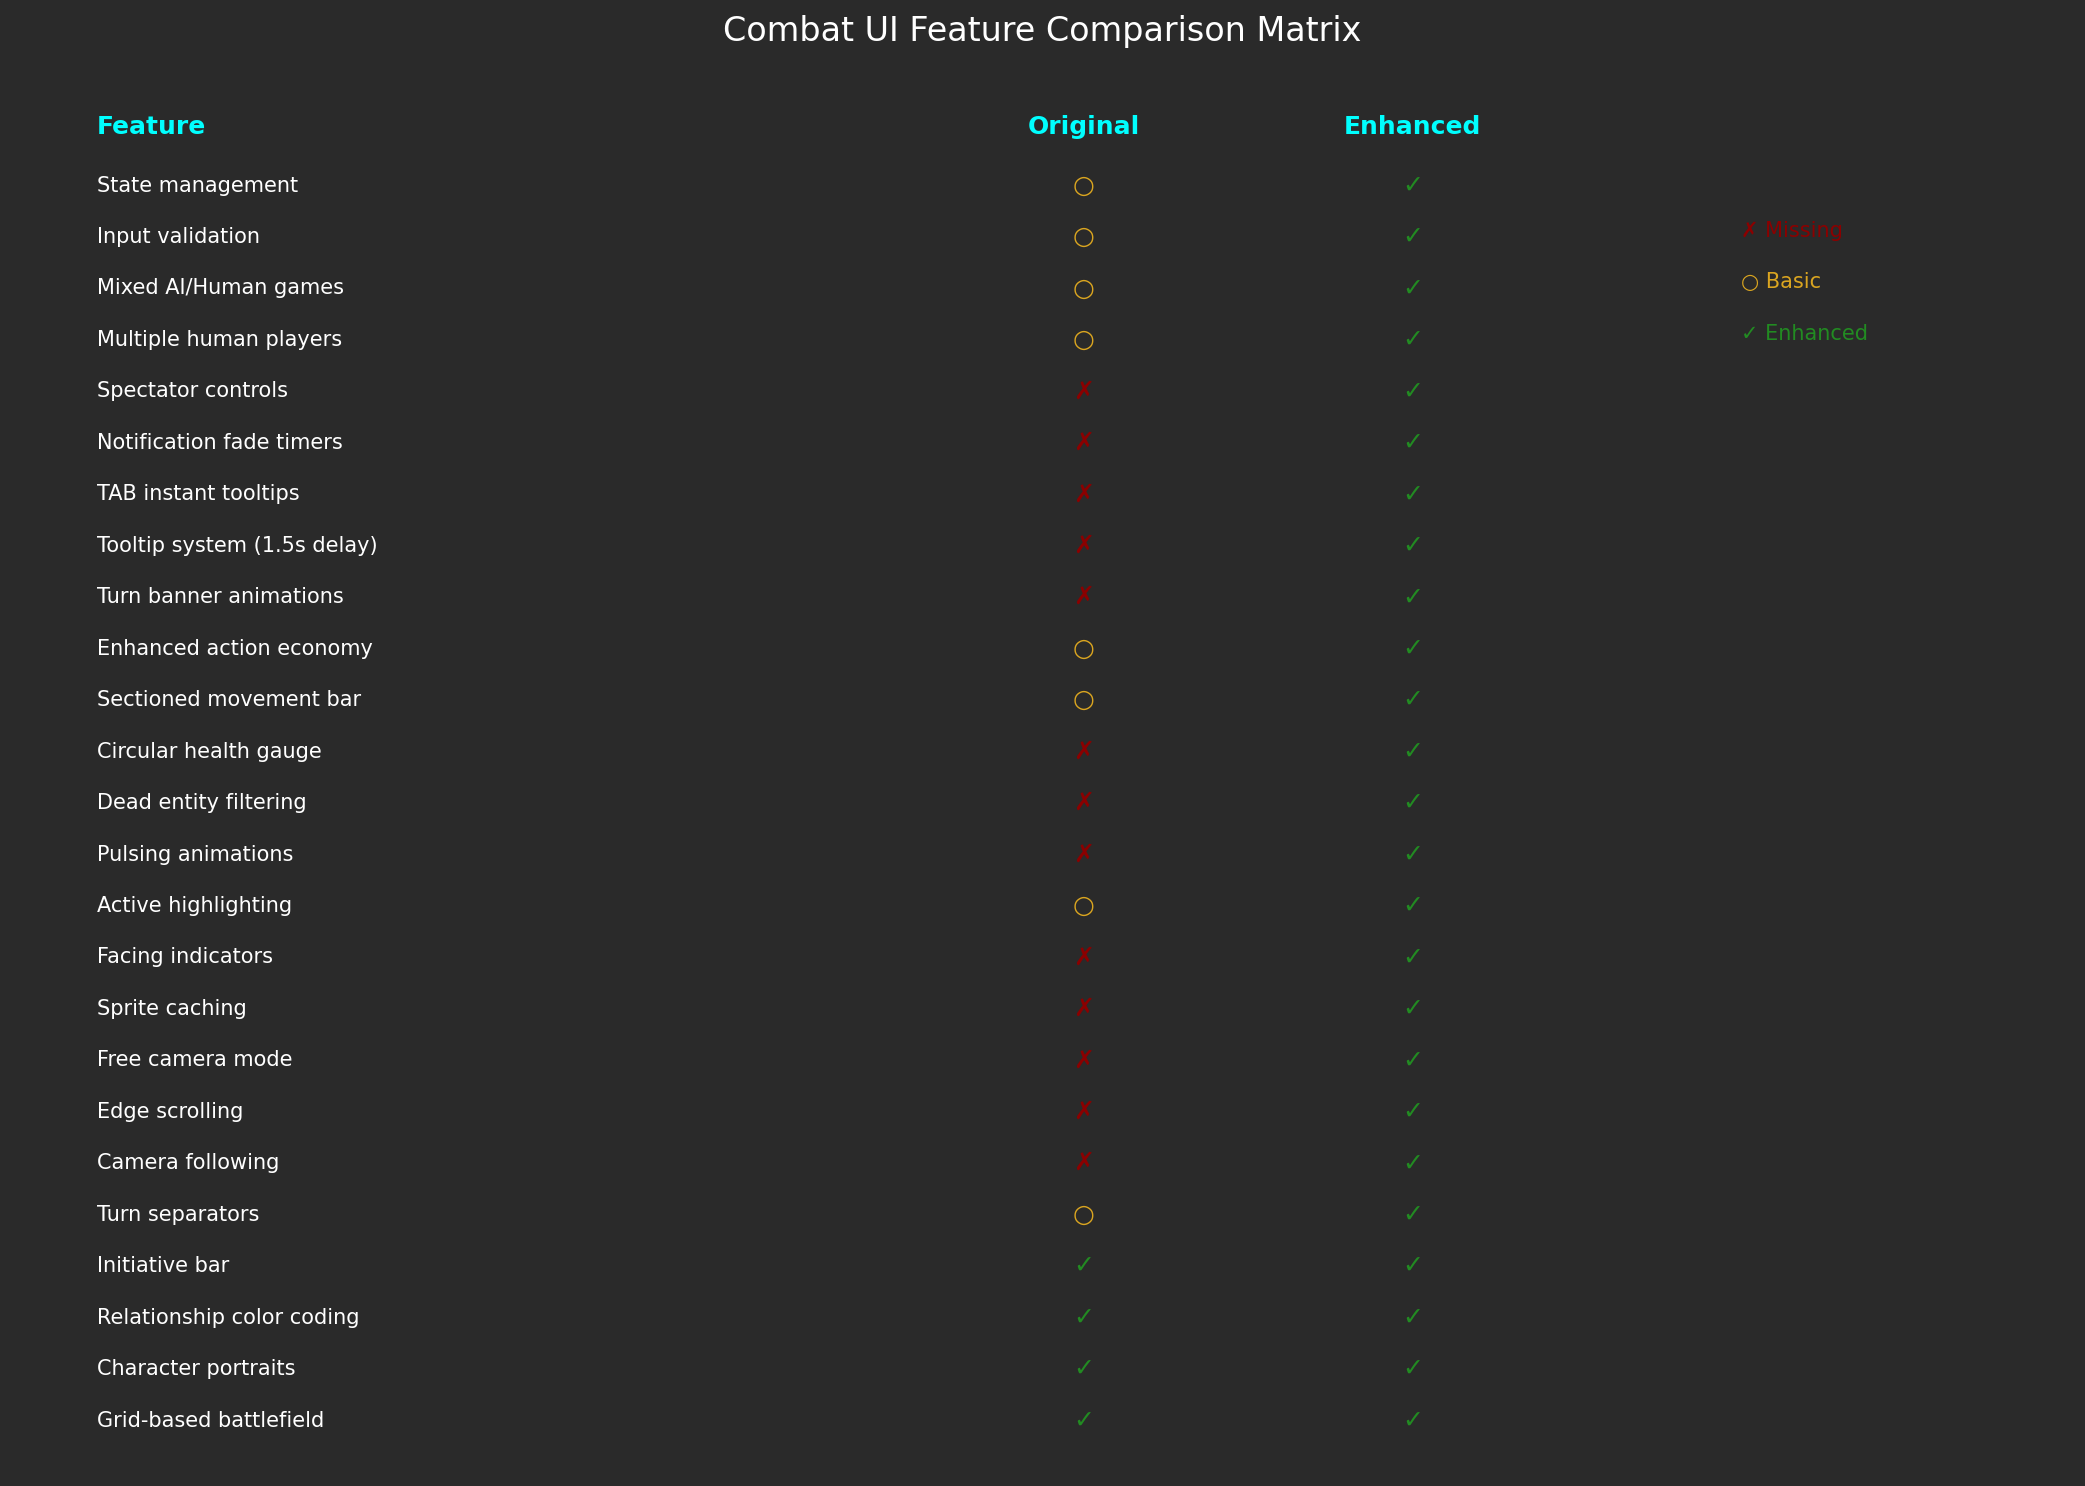 Combat UI Feature Comparison Matrix
Feature Original Enhanced
State management ○ ✓
Input validation ○ ✓
✗ Missing
Mixed AI/Human games ○ ✓
○ Basic
Multiple human players ○ ✓
✓ Enhanced
Spectator controls ✗ ✓
Notification fade timers ✗ ✓
TAB instant tooltips ✗ ✓
Tooltip system (1.5s delay) ✗ ✓
Turn banner animations ✗ ✓
Enhanced action economy ○ ✓
Sectioned movement bar ○ ✓
Circular health gauge ✗ ✓
Dead entity filtering ✗ ✓
Pulsing animations ✗ ✓
Active highlighting ○ ✓
Facing indicators ✗ ✓
Sprite caching ✗ ✓
Free camera mode ✗ ✓
Edge scrolling ✗ ✓
Camera following ✗ ✓
Turn separators ○ ✓
Initiative bar ✓ ✓
Relationship color coding ✓ ✓
Character portraits ✓ ✓
Grid-based battlefield ✓ ✓